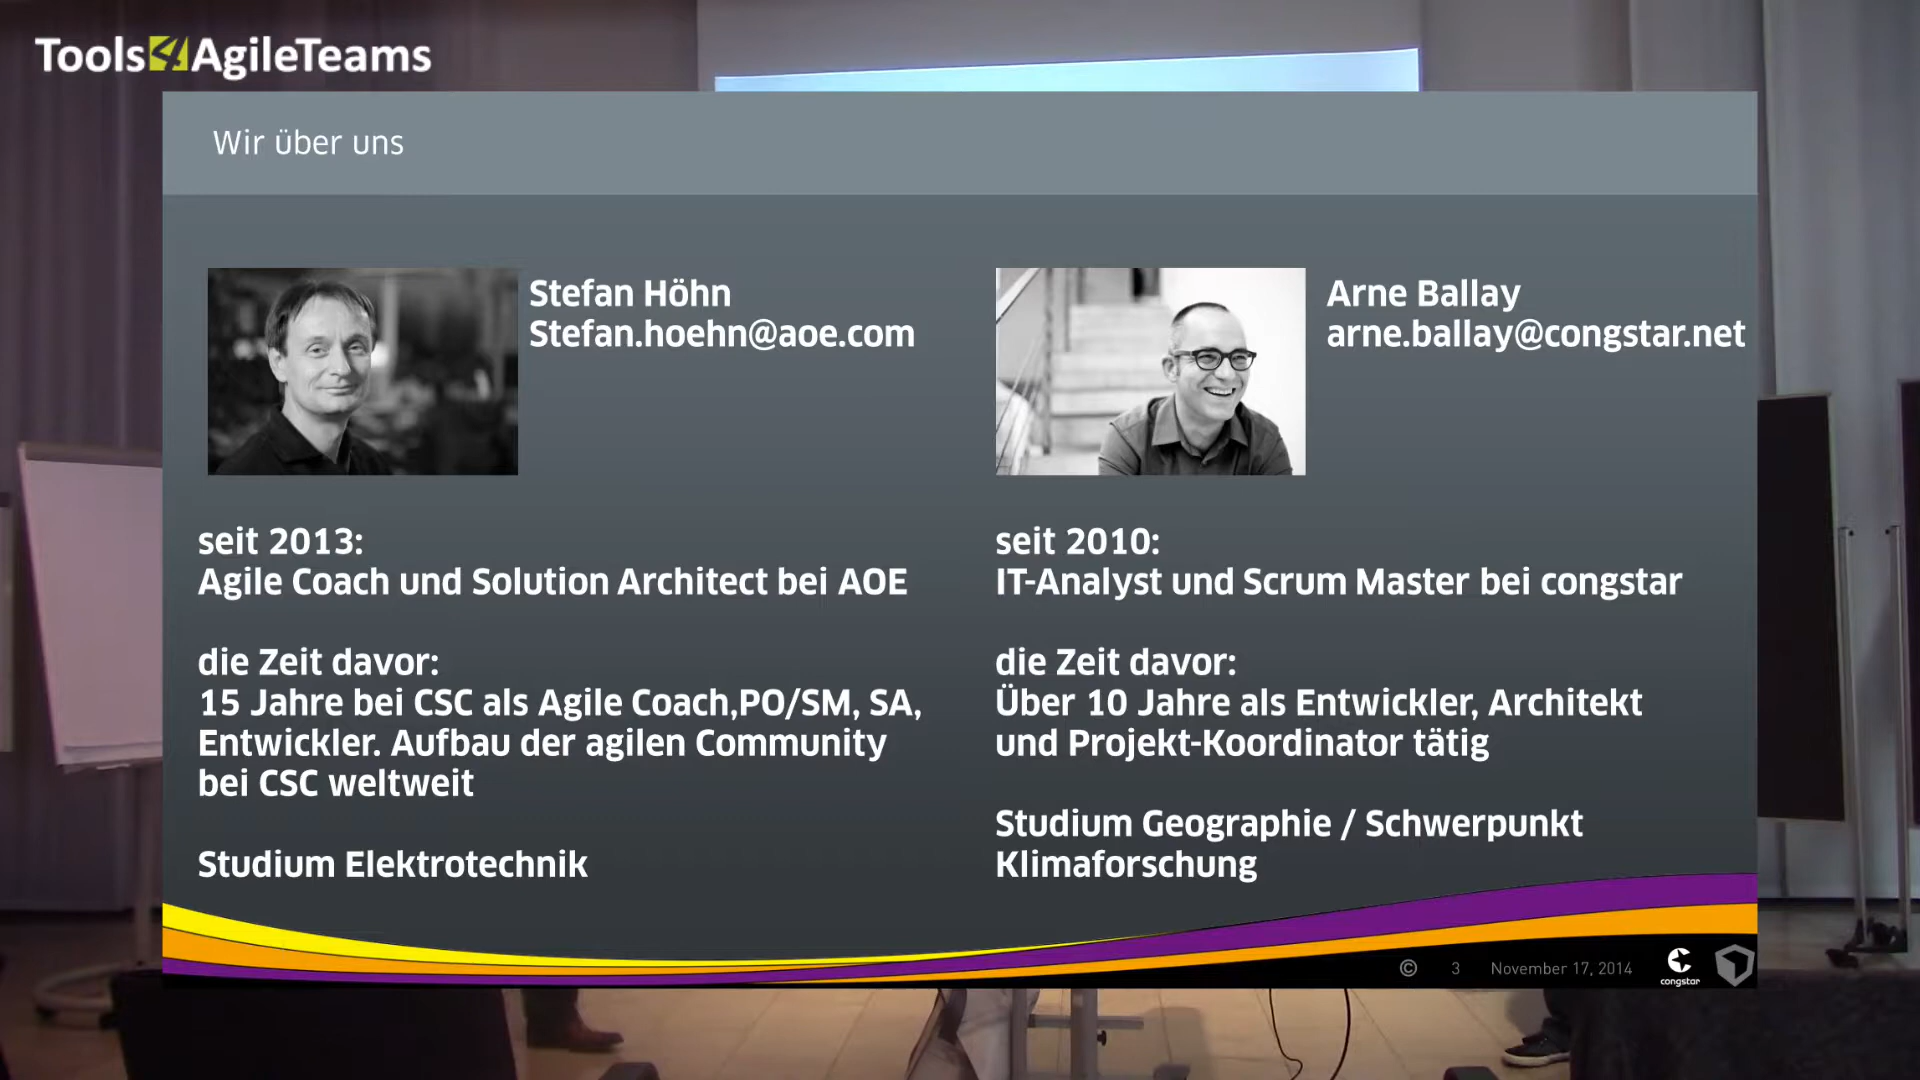 Tools4AgileTeams
Wir über uns
Stefan Höhn
Stefan.hoehn@aoe.com
seit 2013:
Agile Coach und Solution Architect bei AOE
die Zeit davor:
15 Jahre bei CSC als Agile Coach,PO/SM, SA,
Entwickler. Aufbau der agilen Community
bei CSC weltweit
Studium Elektrotechnik
Arne Ballay
arne.ballay@congstar.net
seit 2010:
IT-Analyst und Scrum Master bei congstar
die Zeit davor:
Über 10 Jahre als Entwickler, Architekt
und Projekt-Koordinator tätig
Studium Geographie / Schwerpunkt
Klimaforschung
© 3 November 17, 2014
congstar